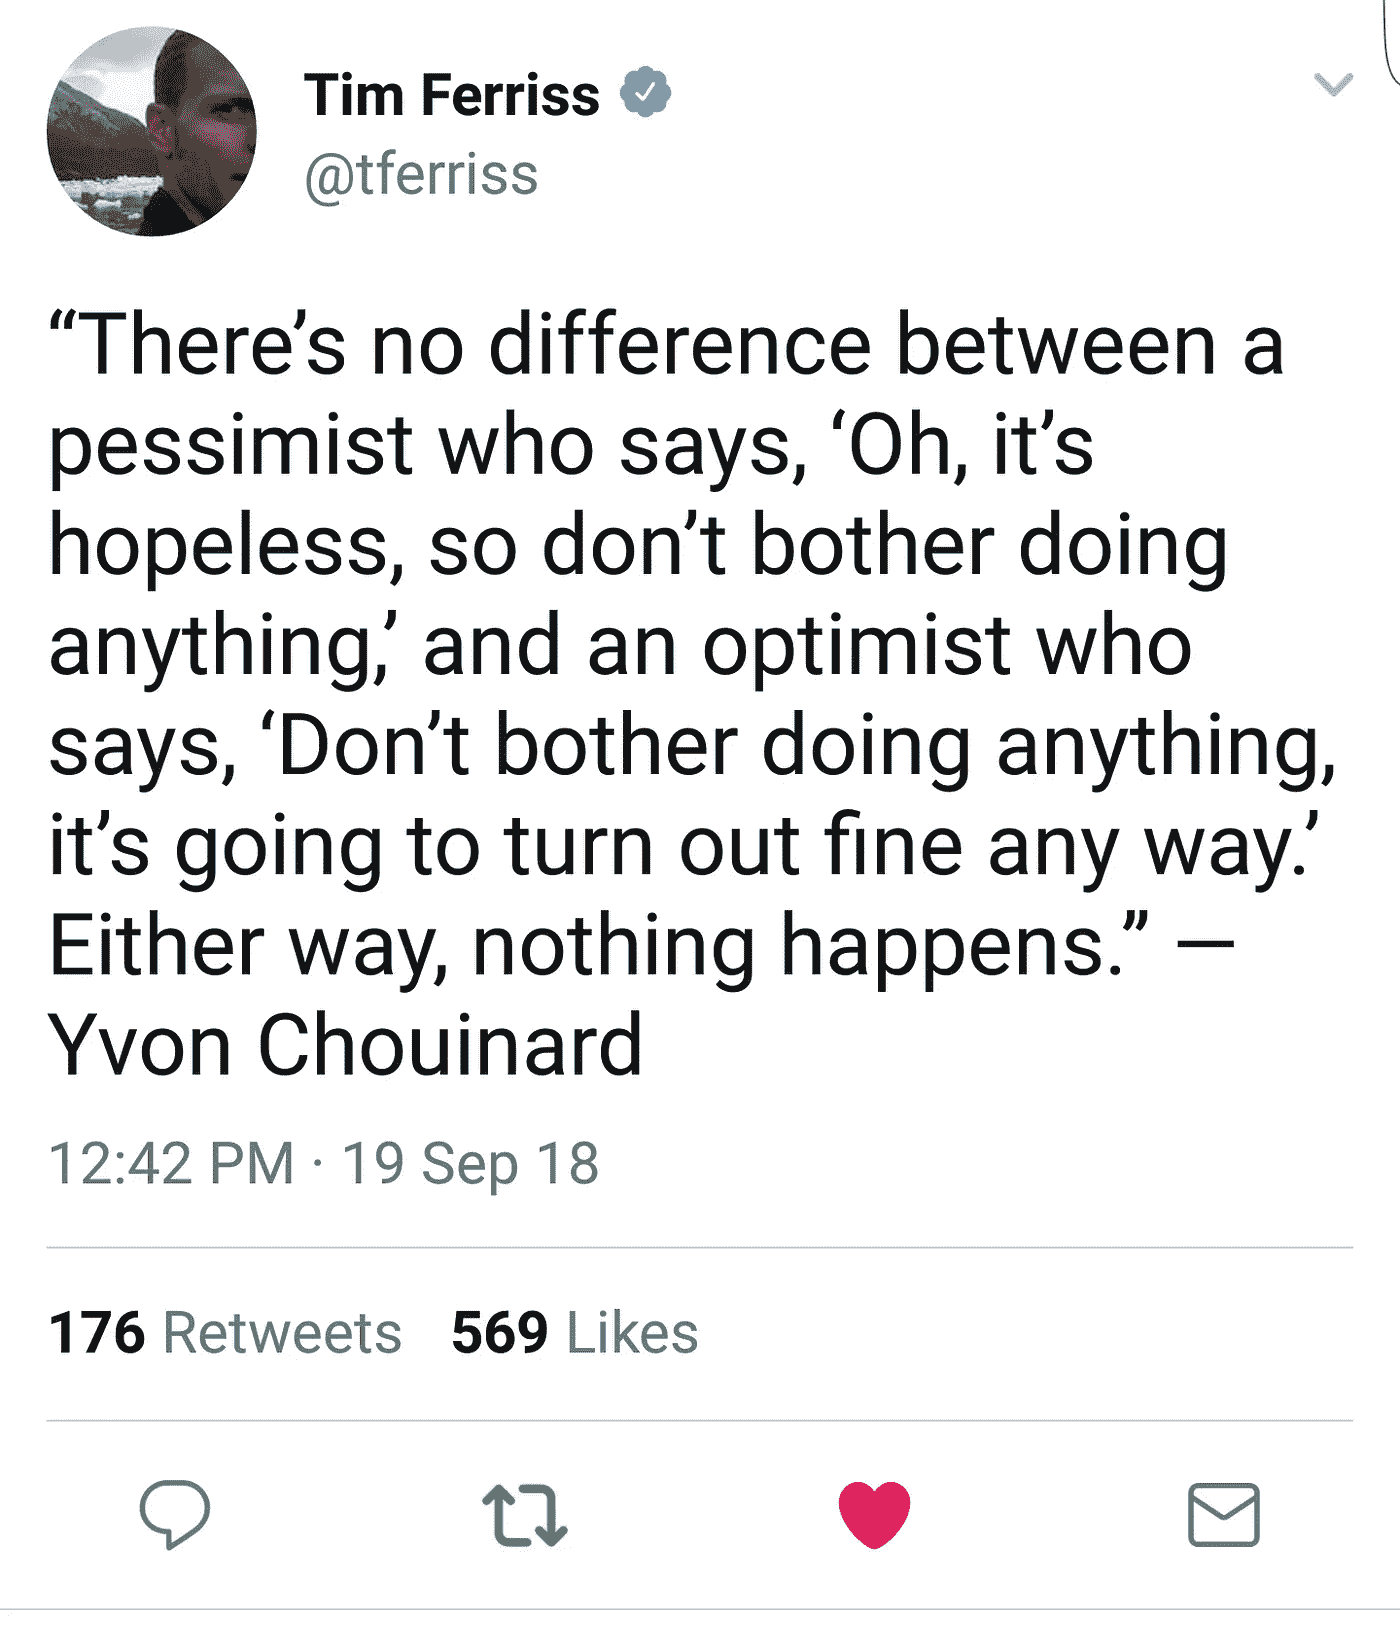 Tim Ferriss
@tferriss
“There’s no difference between a
pessimist who says, ‘Oh, it’s
hopeless, so don’t bother doing
anything,’ and an optimist who
says, ‘Don’t bother doing anything,
it’s going to turn out fine any way.’
Either way, nothing happens.” —
Yvon Chouinard
12:42 PM · 19 Sep 18
176 Retweets 569 Likes